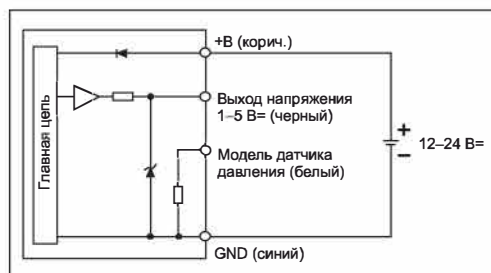 +В (корич.)
Главная цепь
Выход напряжения
1–5 В= (черный)
Модель датчика
давления (белый)
+
12–24 В=
−
GND (синий)